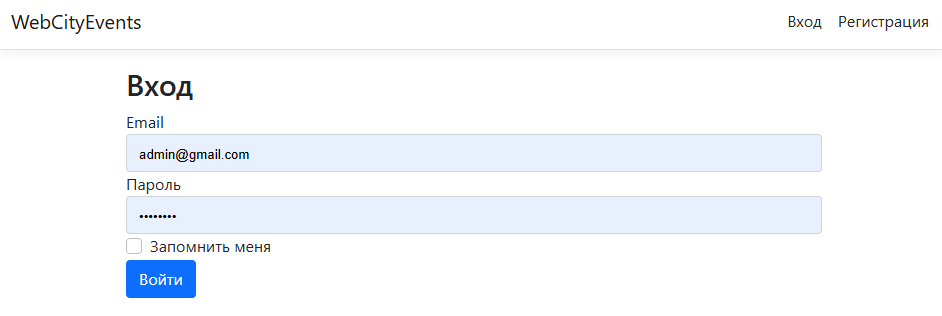 WebCityEvents Вход Регистрация
Вход
Email
admin@gmail.com
Пароль
••••••••
Запомнить меня
Войти